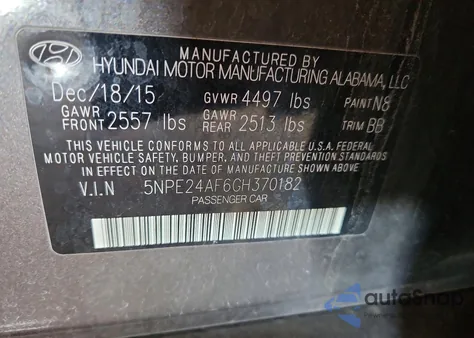 MANUFACTURED BY
HYUNDAI MOTOR MANUFACTURING ALABAMA, LLC
Dec/18/15 GVWR 4497 lbs PAINT N8
GAWR FRONT 2557 lbs GAWR REAR 2513 lbs TRIM BB
THIS VEHICLE CONFORMS TO ALL APPLICABLE U.S.A. FEDERAL
MOTOR VEHICLE SAFETY, BUMPER, AND THEFT PREVENTION
STANDARDS IN EFFECT ON THE DATE OF MANUFACTURE SHOWN ABOVE.
V.I.N 5NPE24AF6GH370182
PASSENGER CAR
autoSnap